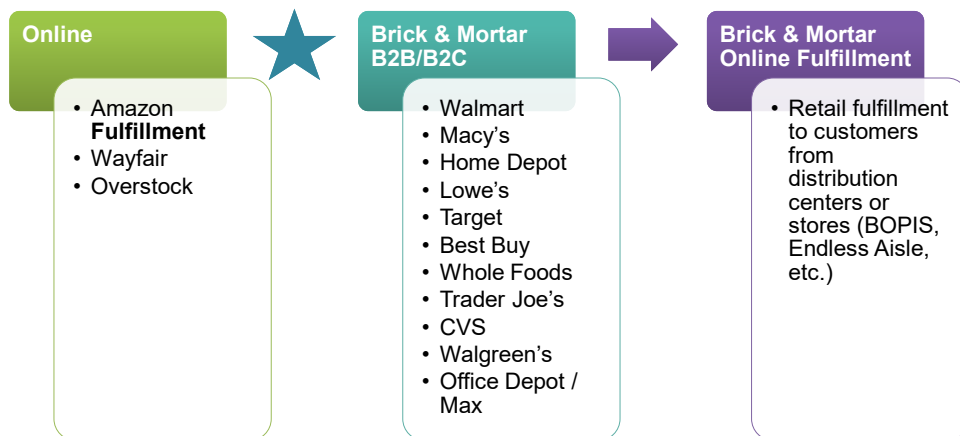 Online
• Amazon
Fulfillment
• Wayfair
• Overstock
Brick & Mortar
B2B/B2C
• Walmart
• Macy’s
• Home Depot
• Lowe’s
• Target
• Best Buy
• Whole Foods
• Trader Joe’s
• CVS
• Walgreen’s
• Office Depot /
Max
Brick & Mortar
Online Fulfillment
• Retail fulfillment
to customers
from
distribution
centers or
stores (BOPIS,
Endless Aisle,
etc.)